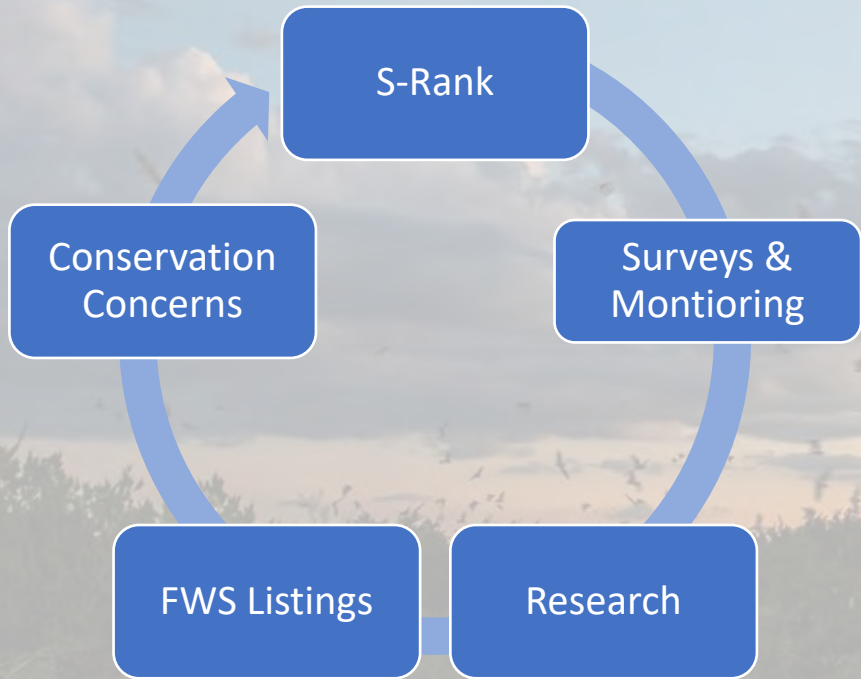 S-Rank
Surveys &
Montioring
Research
FWS Listings
Conservation
Concerns